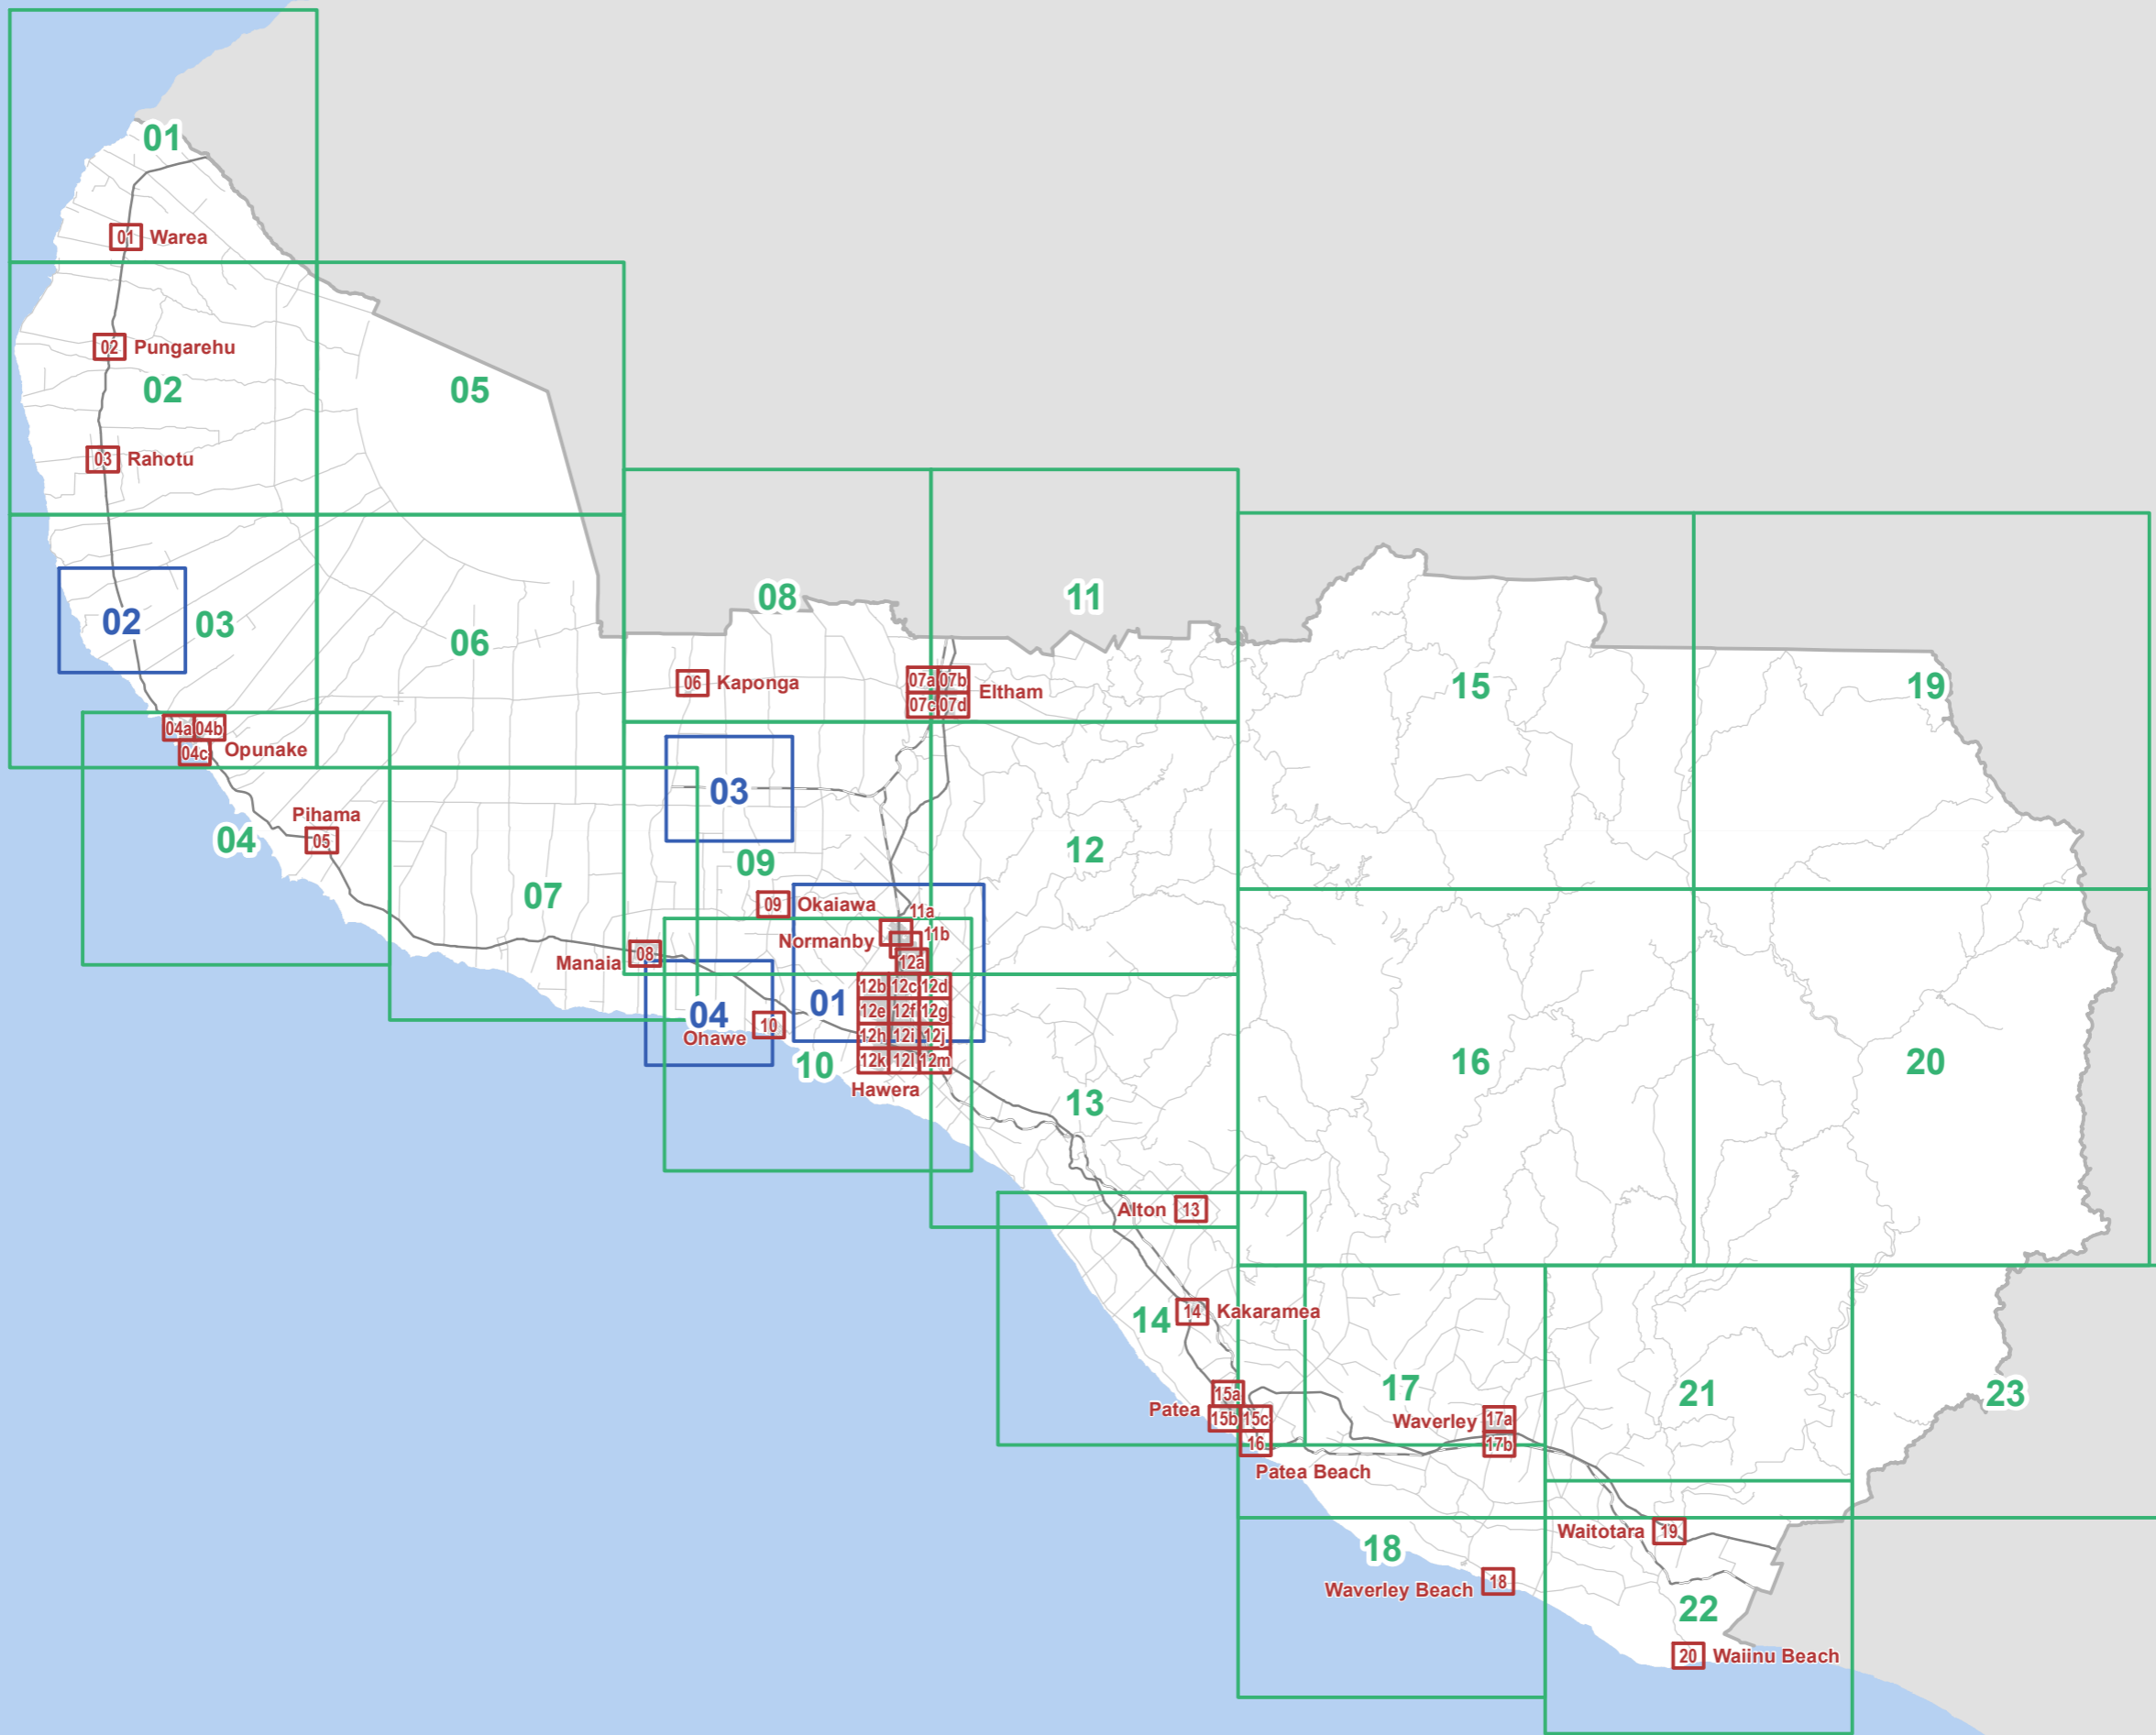 01
01 Warea
02 Pungarehu
02
05
03 Rahotu
02
03
06
08
11
06 Kaponga
07a 07b
07c 07d
Eltham
15
19
04a 04b
04c
Opunake
Pihama
05
04
03
09
12
07
09 Okaiawa
11a
Normanby
11b
12a
08
Manaia
12b 12c 12d
12e 12f 12g
12h 12i 12j
12k 12l 12m
Hawera
01
04
10
Ohawe
10
13
16
20
Alton 13
14
14 Kakaramea
15a
Patea
15b 15c
16
Patea Beach
17
Waverley
17a
17b
21
23
18
Waitotara 19
Waverley Beach 18
22
20 Waiinu Beach